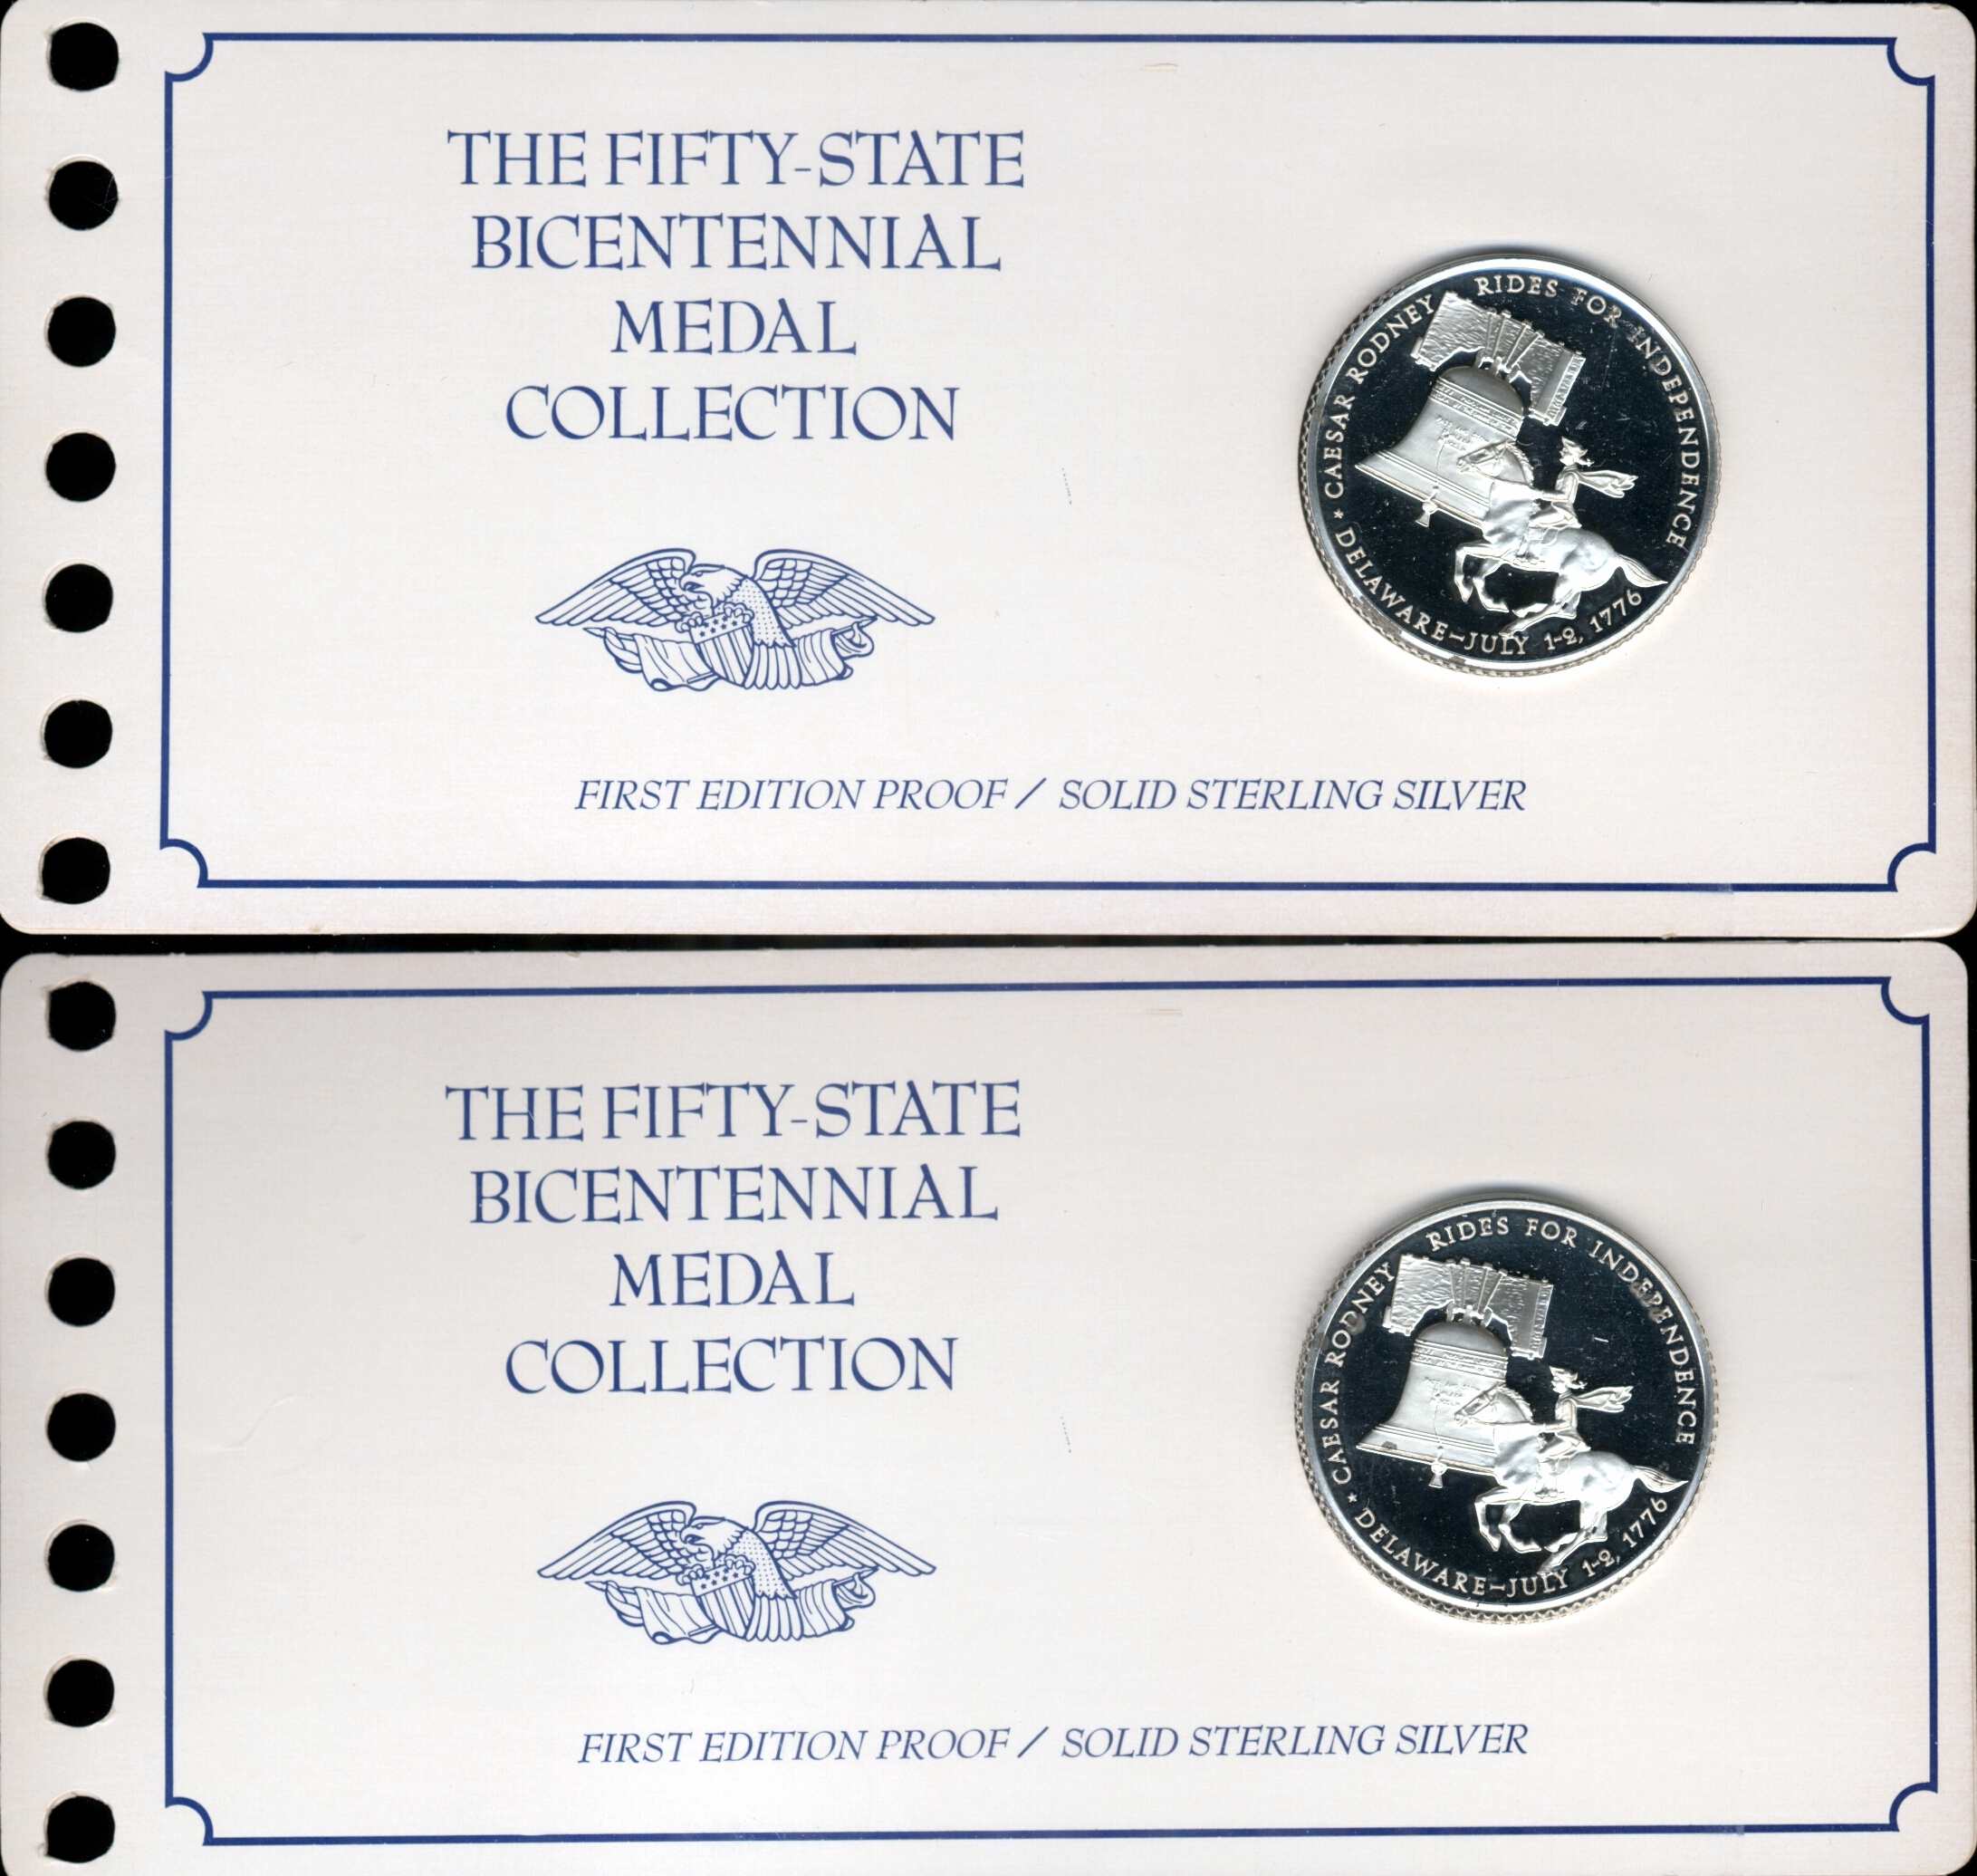 THE FIFTY-STATE
BICENTENNIAL
MEDAL
COLLECTION
CAESAR RODNEY RIDES FOR INDEPENDENCE
* DELAWARE–JULY 1-2, 1776
FIRST EDITION PROOF / SOLID STERLING SILVER
THE FIFTY-STATE
BICENTENNIAL
MEDAL
COLLECTION
CAESAR RODNEY RIDES FOR INDEPENDENCE
* DELAWARE–JULY 1-2, 1776
FIRST EDITION PROOF / SOLID STERLING SILVER